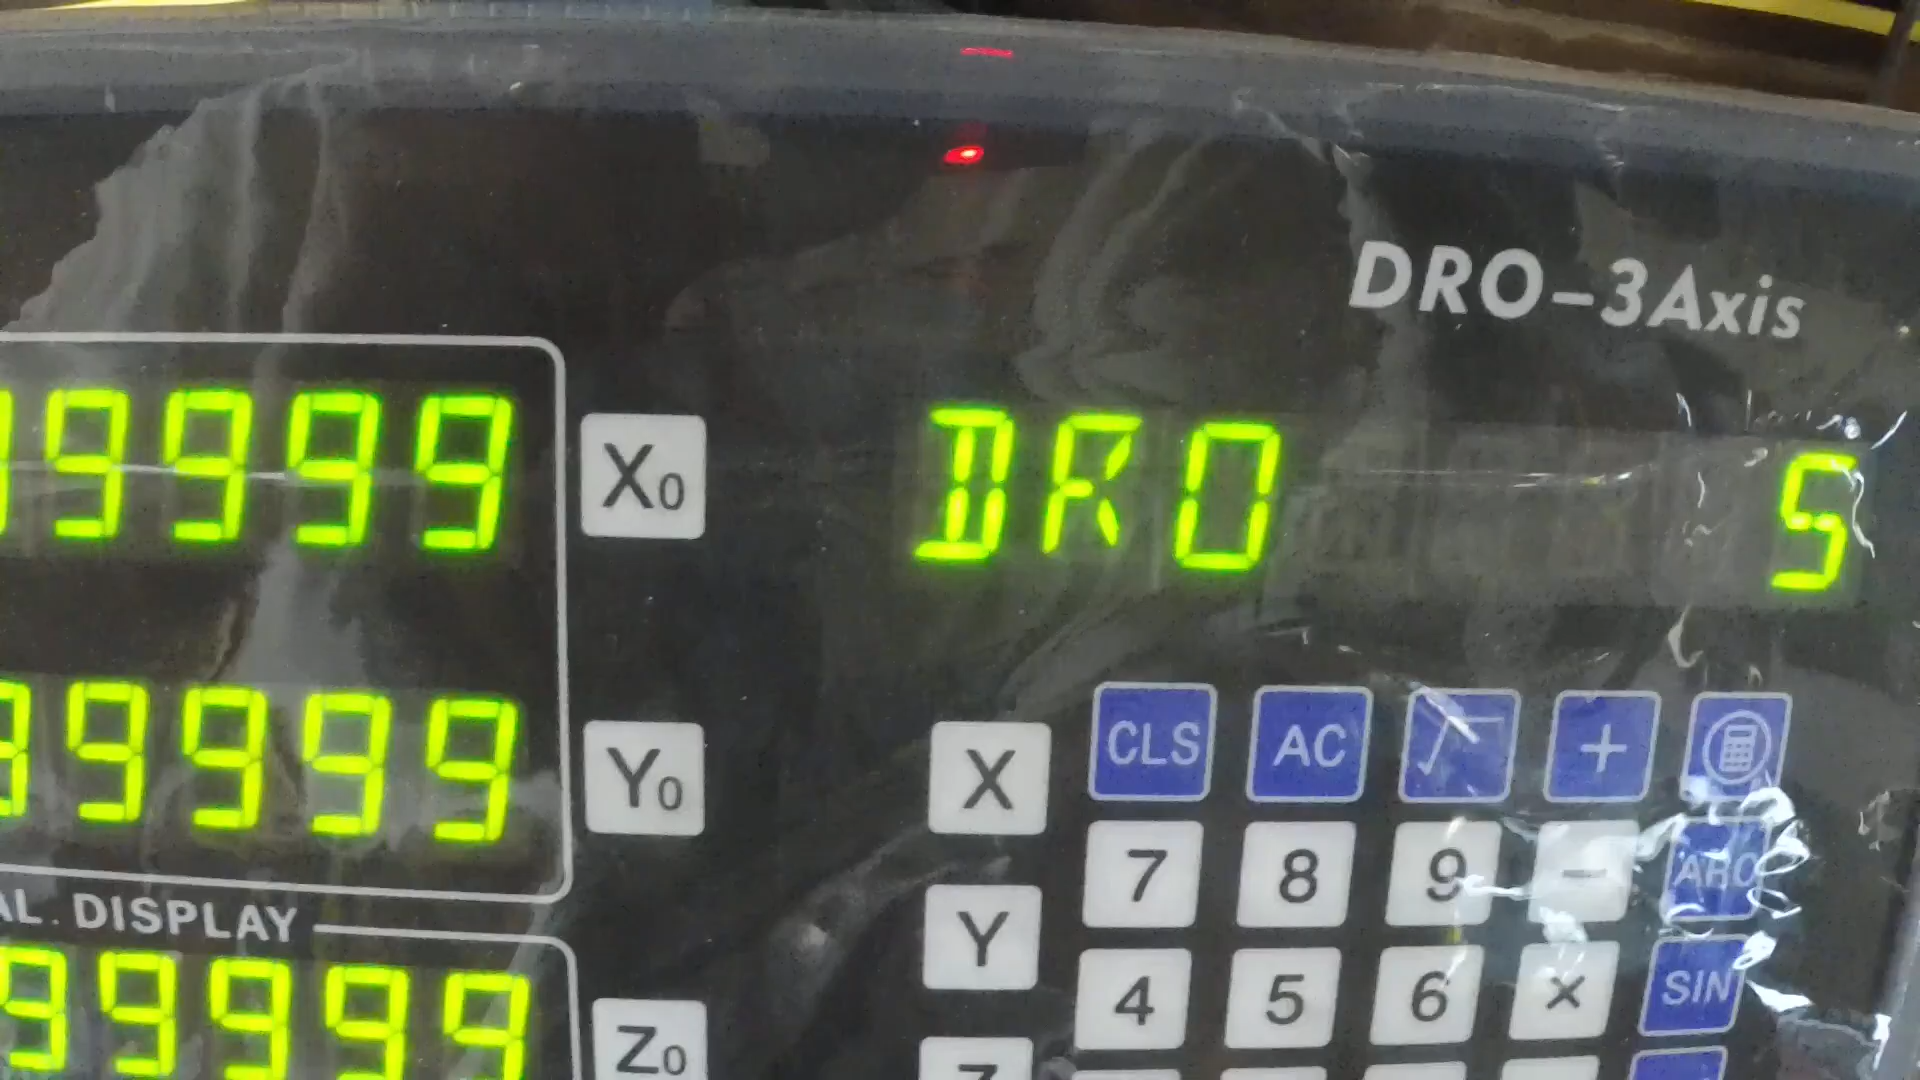 DRO-3Axis
9999 X0 DRO 5
9999 Y0
X CLS AC √ +
7 8 9 - ARC
AL. DISPLAY
Y
4 5 6 × SIN
9999 Z0
Z